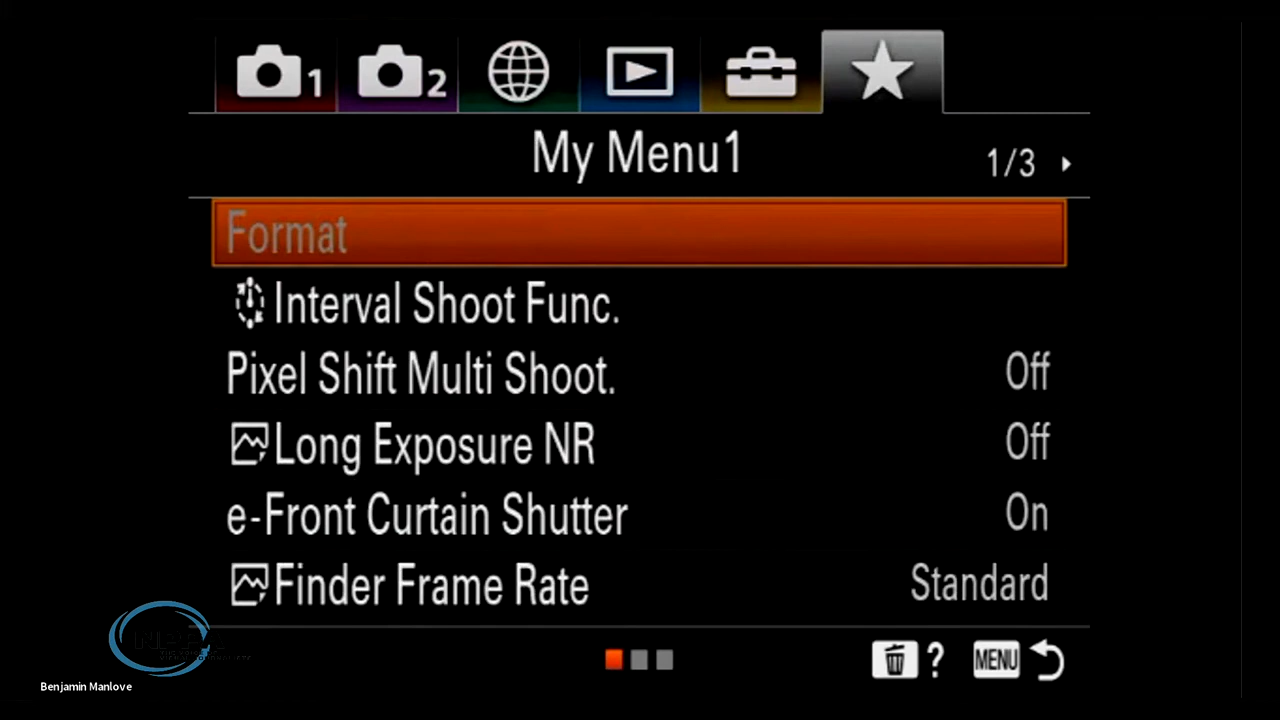 1
2
My Menu1
1/3
Format
Interval Shoot Func.
Pixel Shift Multi Shoot. Off
Long Exposure NR Off
e-Front Curtain Shutter On
Finder Frame Rate Standard
? MENU
Benjamin Manlove